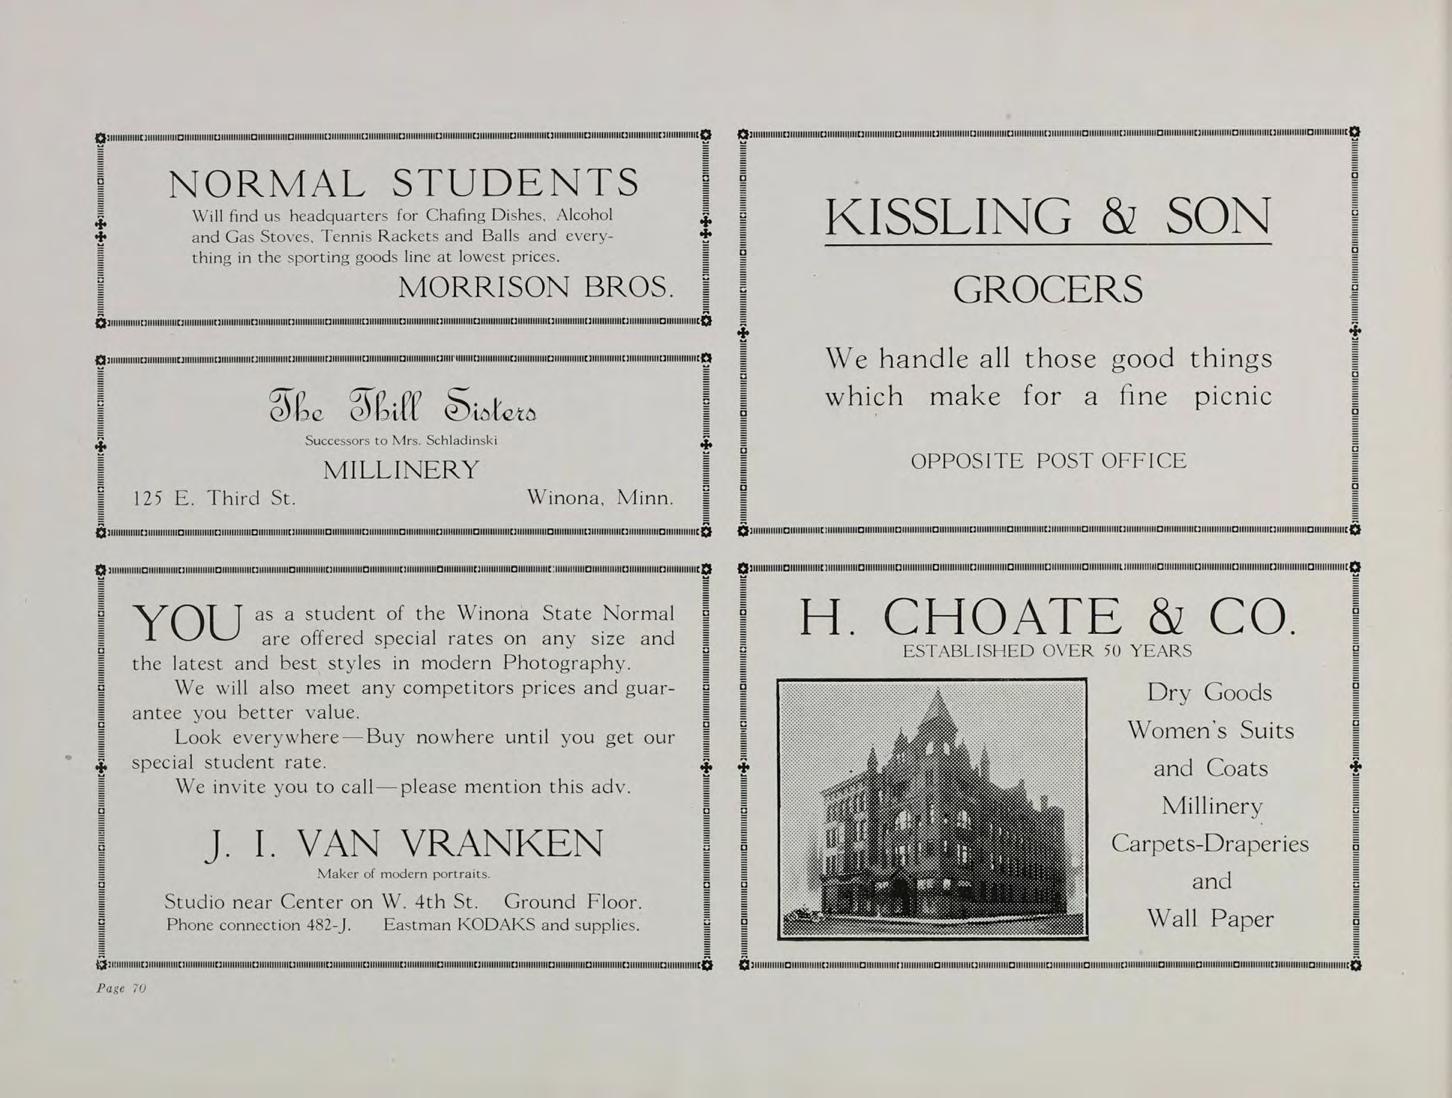 NORMAL STUDENTS
Will find us headquarters for Chafing Dishes, Alcohol
and Gas Stoves, Tennis Rackets and Balls and every-
thing in the sporting goods line at lowest prices.
MORRISON BROS.
The Thill Sisters
Successors to Mrs. Schladinski
MILLINERY
125 E. Third St. Winona, Minn.
YOU as a student of the Winona State Normal
are offered special rates on any size and
the latest and best styles in modern Photography.
We will also meet any competitors prices and guar-
antee you better value.
Look everywhere—Buy nowhere until you get our
special student rate.
We invite you to call—please mention this adv.
J. I. VAN VRANKEN
Maker of modern portraits.
Studio near Center on W. 4th St. Ground Floor.
Phone connection 482-J. Eastman KODAKS and supplies.
Page 70
KISSLING & SON
GROCERS
We handle all those good things
which make for a fine picnic
OPPOSITE POST OFFICE
H. CHOATE & CO.
ESTABLISHED OVER 50 YEARS
Dry Goods
Women's Suits
and Coats
Millinery
Carpets-Draperies
and
Wall Paper